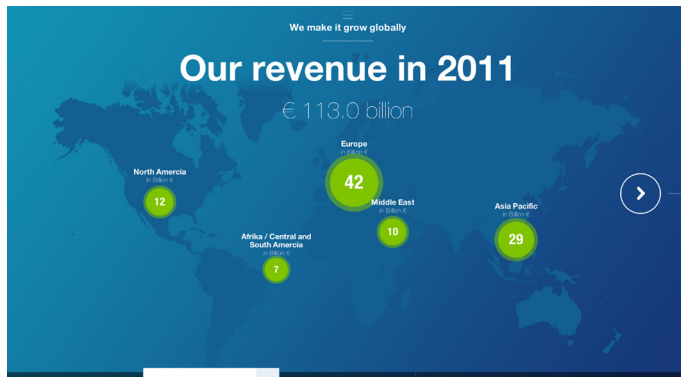 We make it grow globally
Our revenue in 2011
€ 113.0 billion
Europe
in Billion €
42
North Amercia
in Billion €
12
Middle East
in Billion €
10
Asia Pacific
in Billion €
29
Afrika / Central and
South Amercia
in Billion €
7